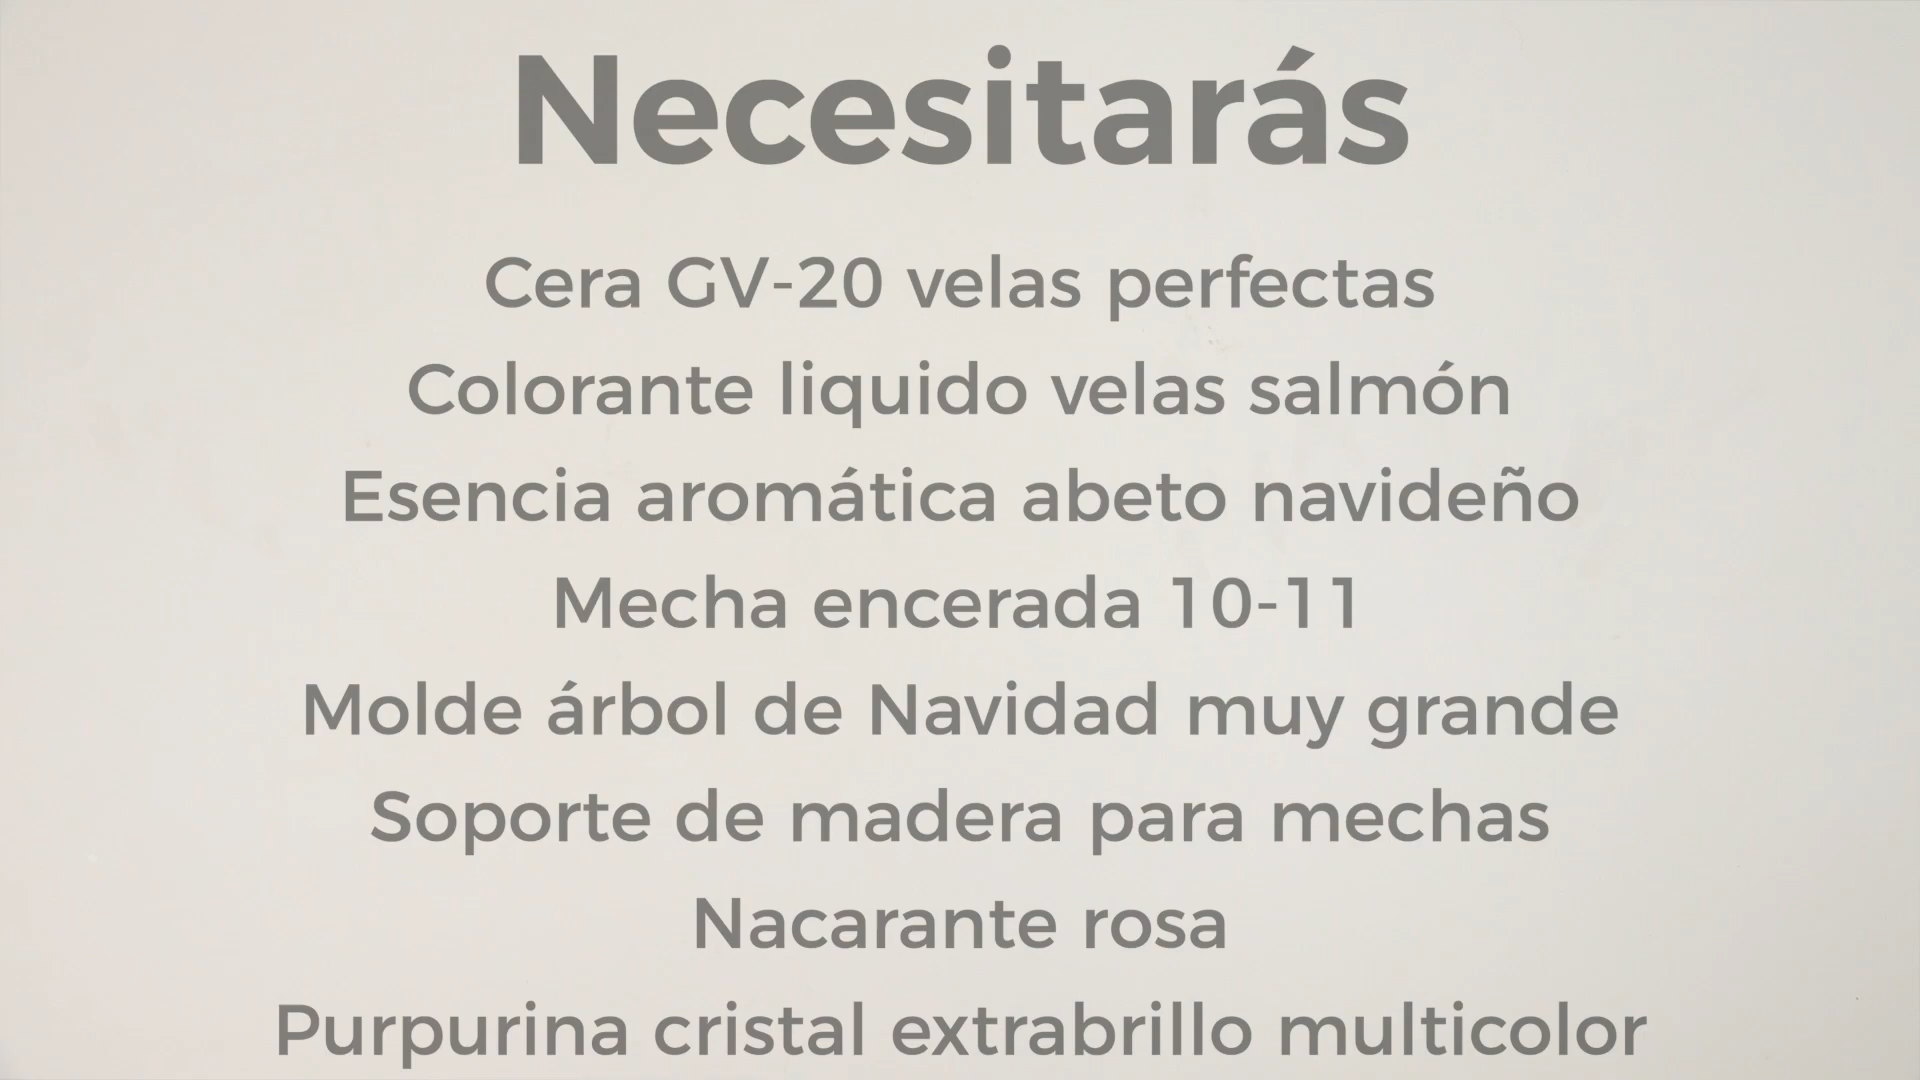 Necesitarás
Cera GV-20 velas perfectas
Colorante liquido velas salmón
Esencia aromática abeto navideño
Mecha encerada 10-11
Molde árbol de Navidad muy grande
Soporte de madera para mechas
Nacarante rosa
Purpurina cristal extrabrillo multicolor